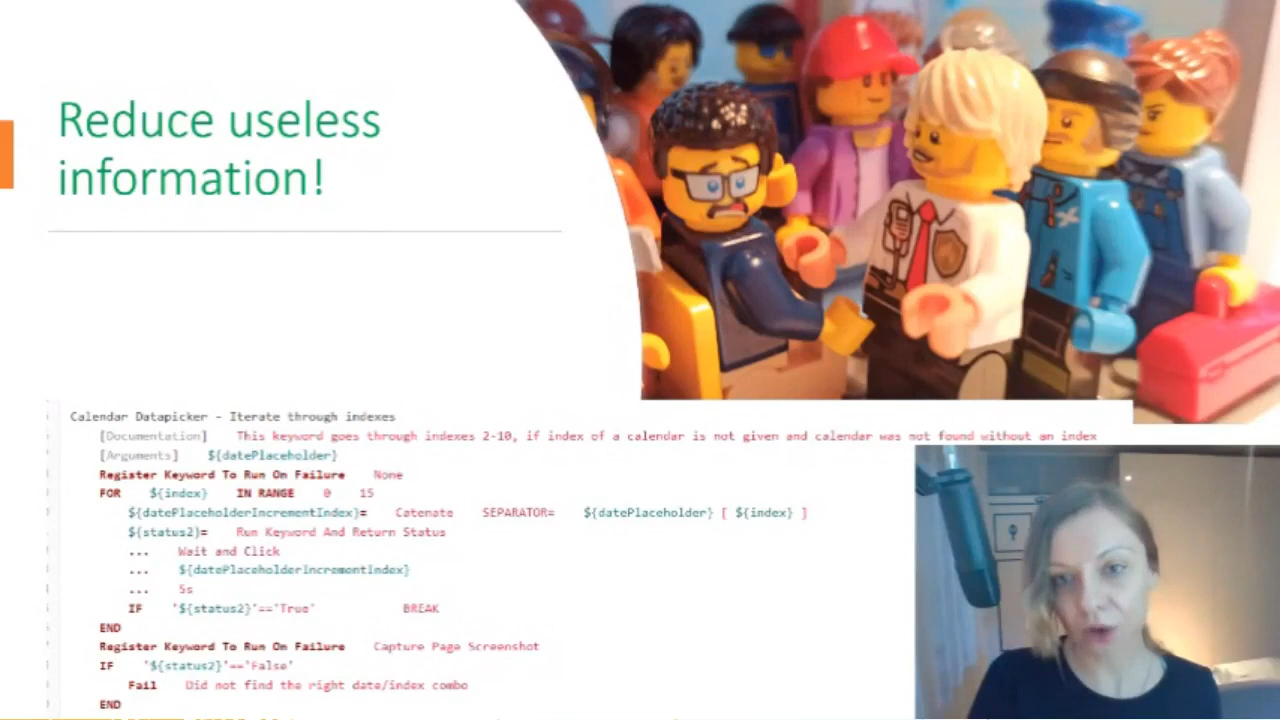 Reduce useless
information!
Calendar Datapicker - Iterate through indexes
[Documentation] This keyword goes through indexes 2-10, if index of a calendar is not given and calendar was not found without an index
[Arguments] ${datePlaceholder}
Register Keyword To Run On Failure None
FOR ${index} IN RANGE 0 15
${datePlaceholderIncrementIndex}= Catenate SEPARATOR= ${datePlaceholder} [ ${index} ]
${status2}= Run Keyword And Return Status
... Wait and Click
... ${datePlaceholderIncrementIndex}
... 5s
IF '${status2}'=='True' BREAK
END
Register Keyword To Run On Failure Capture Page Screenshot
IF '${status2}'=='False'
Fail Did not find the right date/index combo
END